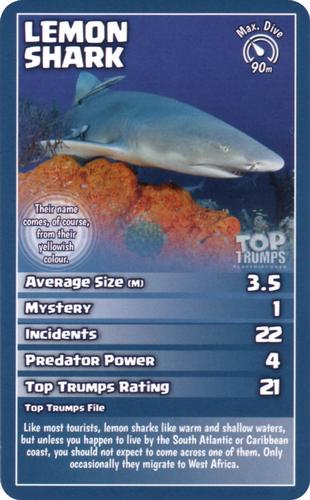 LEMON
SHARK
Max. Dive
90m
Their name
comes, of course,
from their
yellowish
colour.
TOP
TRUMPS
Average Size (M) 3.5
Mystery 1
Incidents 22
Predator Power 4
Top Trumps Rating 21
Top Trumps File
Like most tourists, lemon sharks like warm and shallow waters,
but unless you happen to live by the South Atlantic or Caribbean
coast, you should not expect to come across one of them. Only
occasionally they migrate to West Africa.